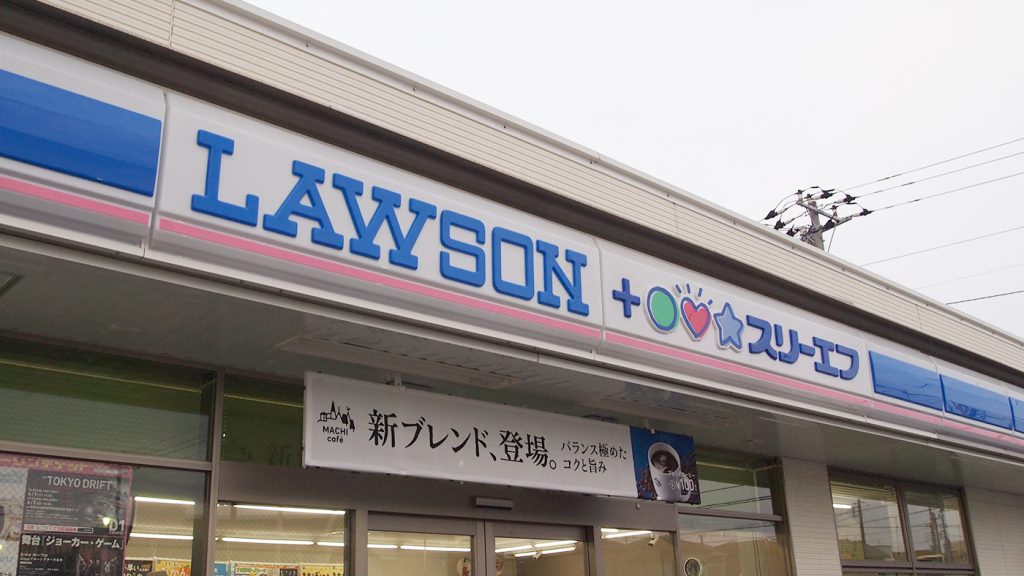 LAWSON
+ スリーエフ
MACHI
café
新ブレンド、登場。
バランス極めた
コクと旨み
"TOKYO DRIFT"
舞台「ジョーカー・ゲーム」